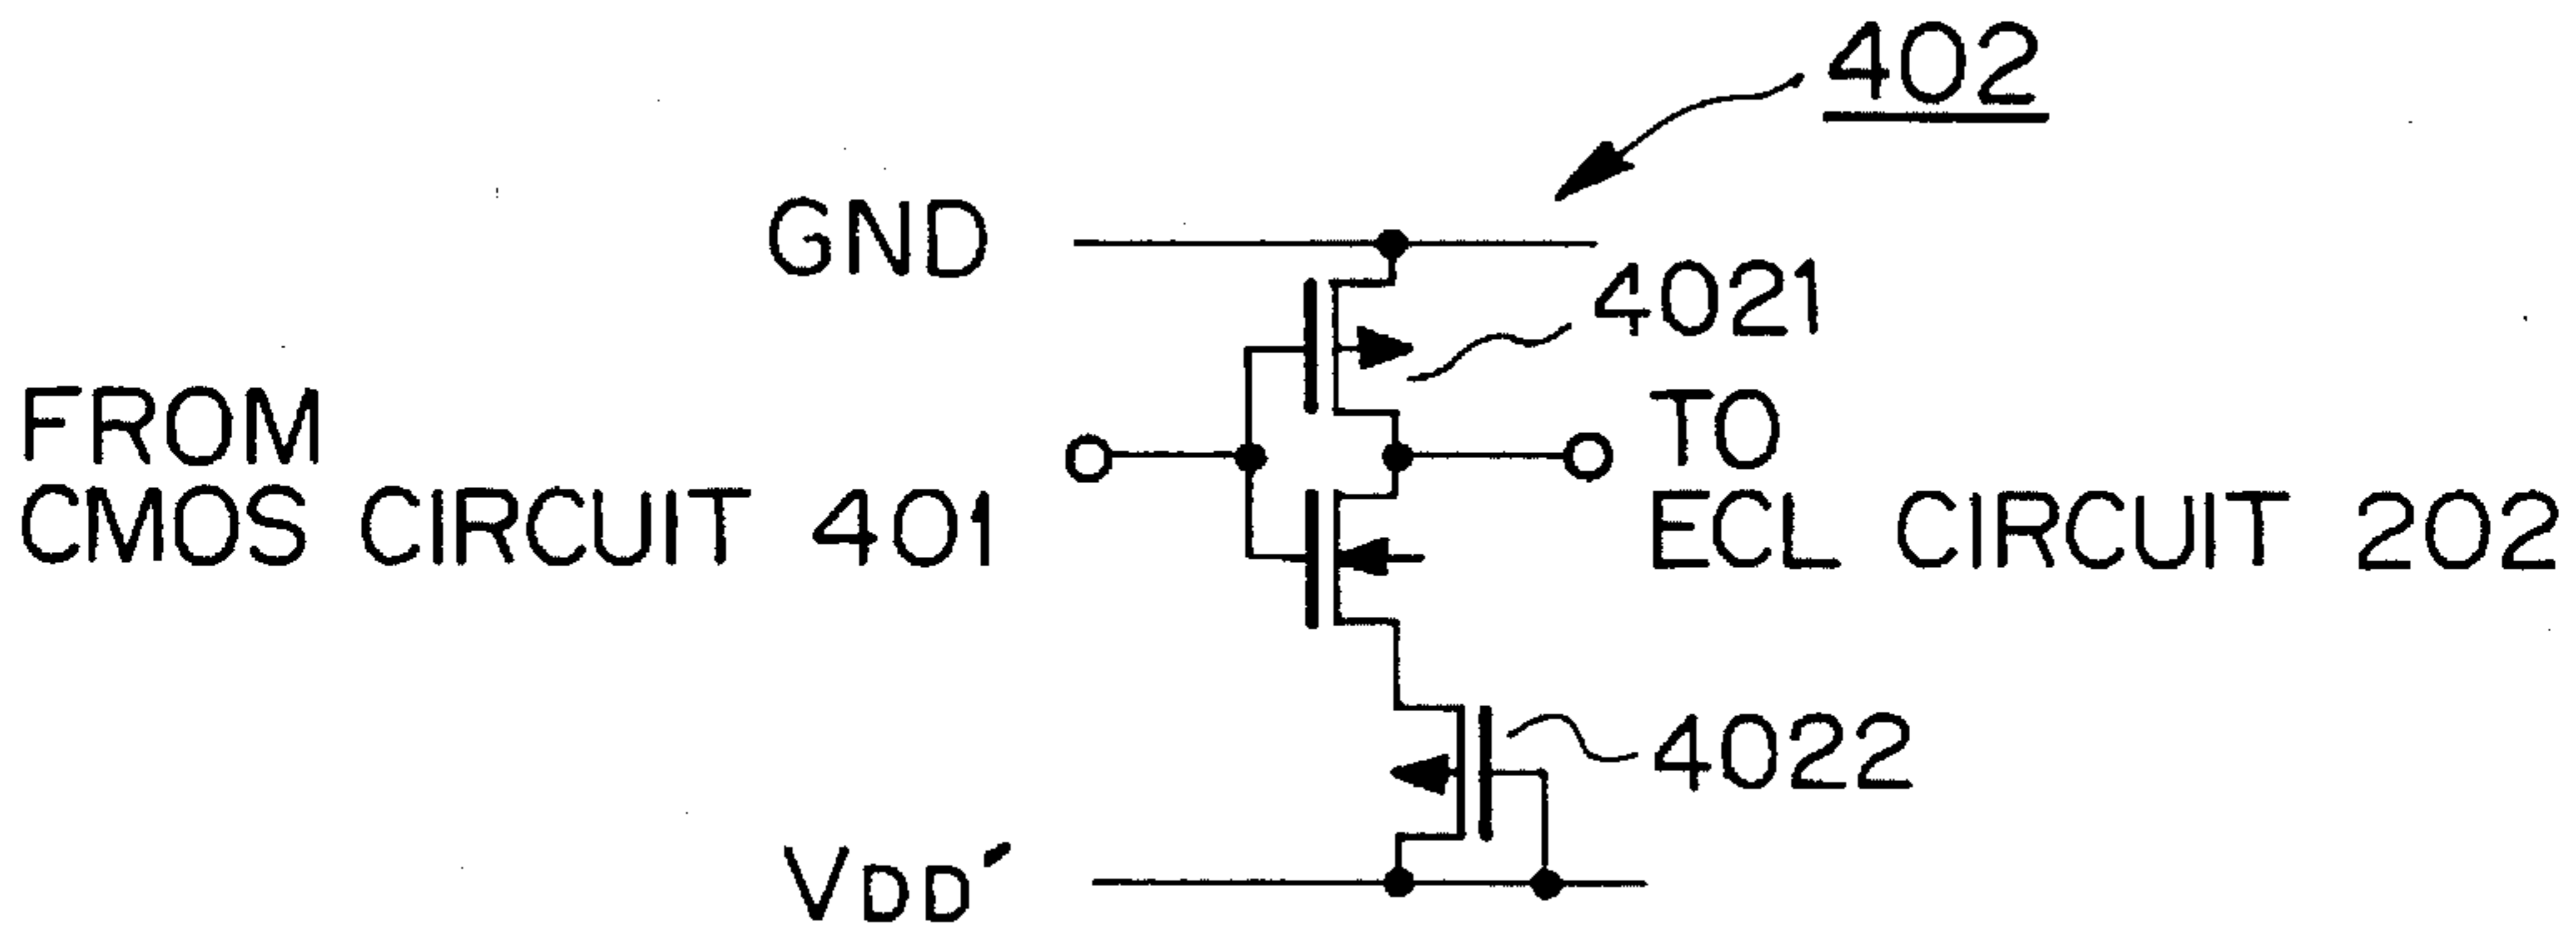 402
GND
4021
FROM
CMOS CIRCUIT 401
TO
ECL CIRCUIT 202
4022
VDD'